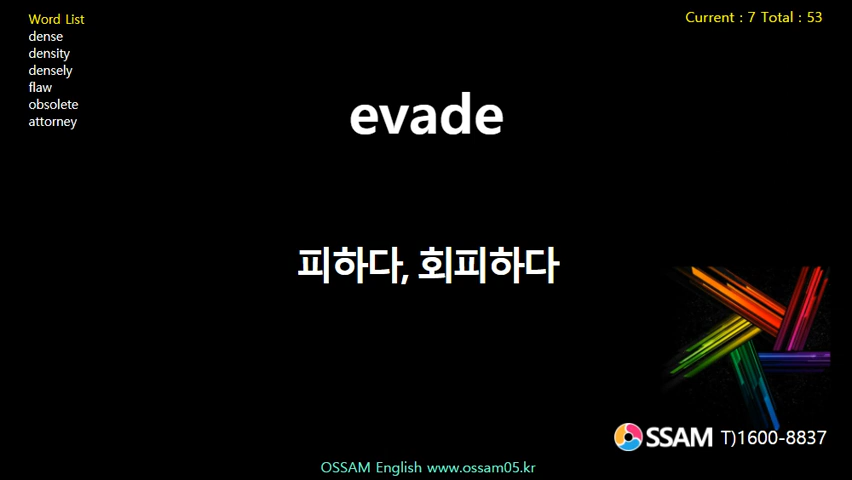 Word List
dense
density
densely
flaw
obsolete
attorney
Current : 7 Total : 53
evade
피하다, 회피하다
OSSAM T)1600-8837
OSSAM English www.ossam05.kr